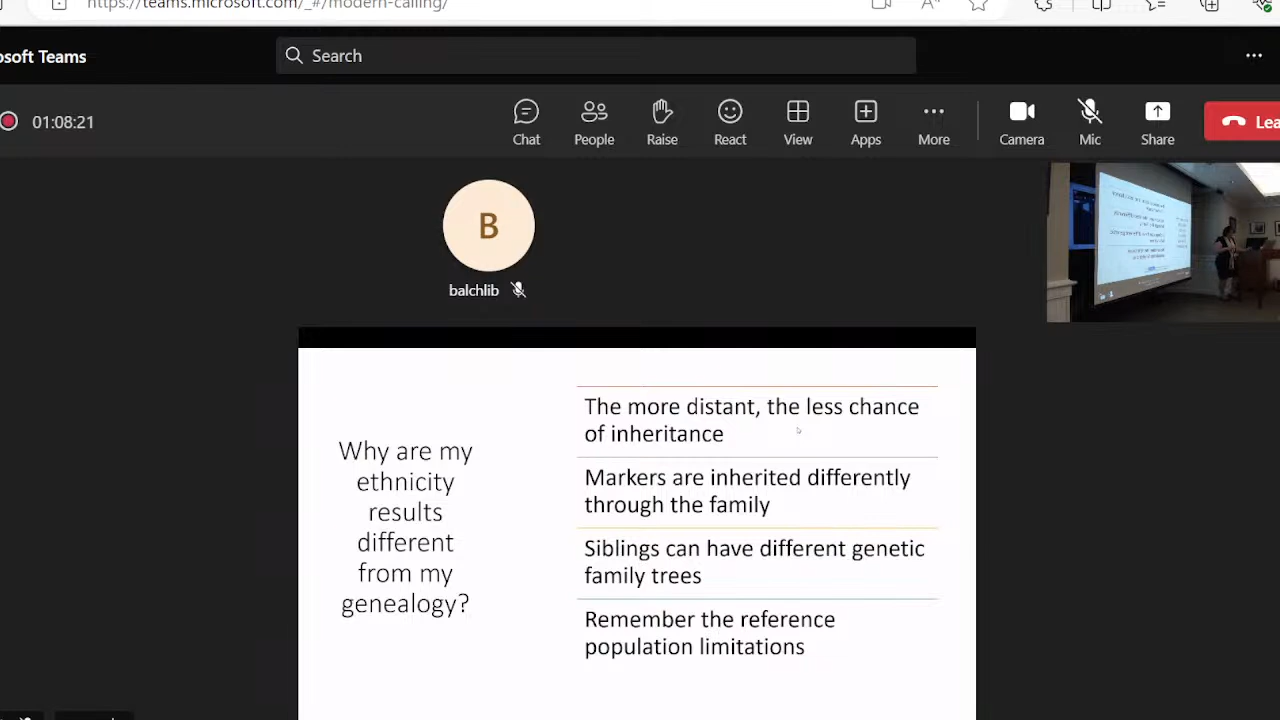 https://teams.microsoft.com/_#/modern-calling/
osoft Teams
Search
01:08:21
Chat
People
Raise
React
View
Apps
More
Camera
Mic
Share
Lea
B
balchlib
Why are my
ethnicity
results
different
from my
genealogy?
The more distant, the less chance
of inheritance
Markers are inherited differently
through the family
Siblings can have different genetic
family trees
Remember the reference
population limitations